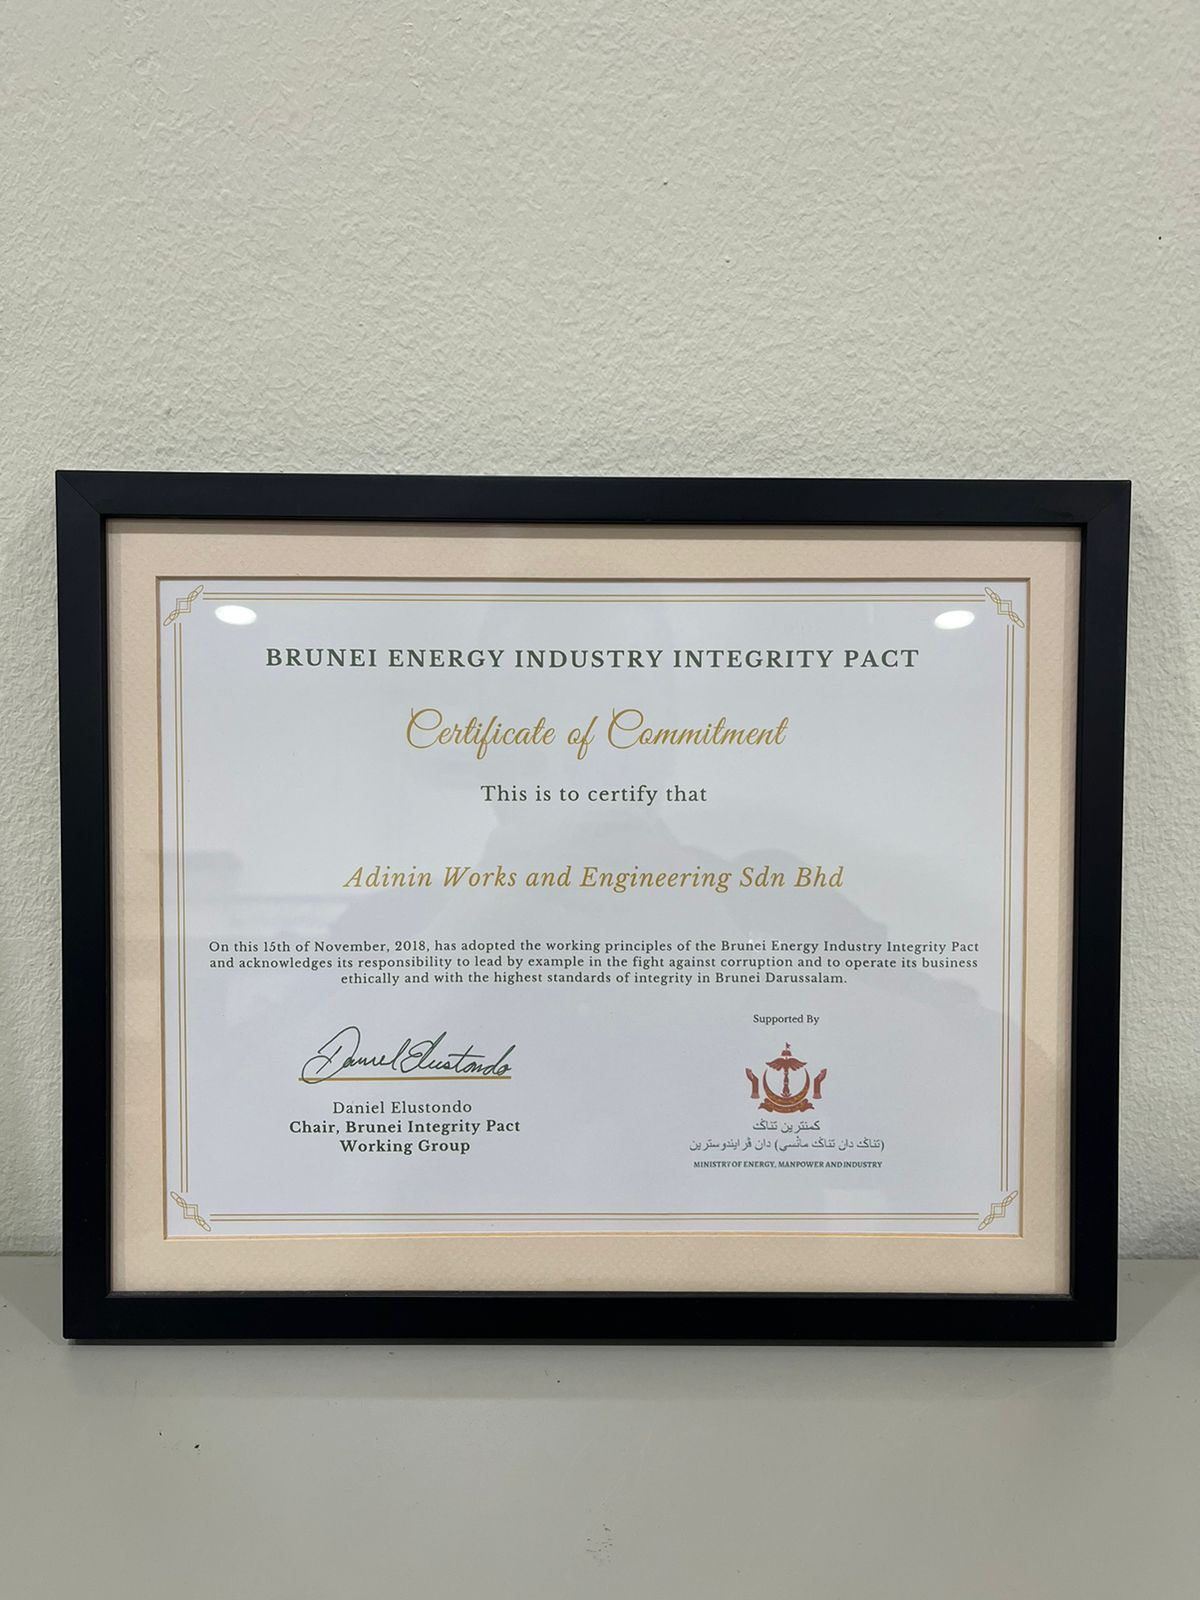 BRUNEI ENERGY INDUSTRY INTEGRITY PACT
Certificate of Commitment
This is to certify that
Adinin Works and Engineering Sdn Bhd
On this 15th of November, 2018, has adopted the working principles of the Brunei Energy Industry Integrity Pact
and acknowledges its responsibility to lead by example in the fight against corruption and to operate its business
ethically and with the highest standards of integrity in Brunei Darussalam.
Daniel Elustondo
Daniel Elustondo
Chair, Brunei Integrity Pact
Working Group
Supported By
كمنترين تناݢ
(تناݢ دان تناݢ مأنسي) دان ڤرايندوسترين
MINISTRY OF ENERGY, MANPOWER AND INDUSTRY